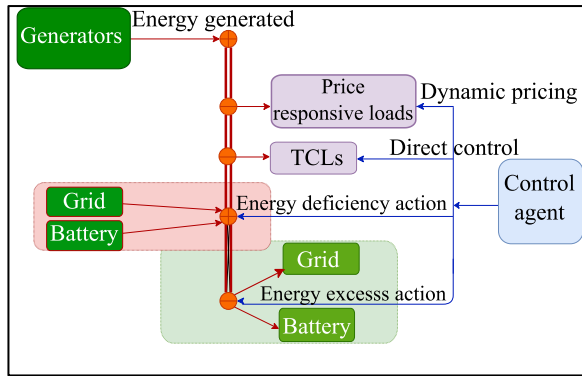 Energy generated
Generators
Price
responsive loads
Dynamic pricing
TCLs
Direct control
Control
agent
Grid
Battery
Energy deficiency action
Grid
Energy excesss action
Battery